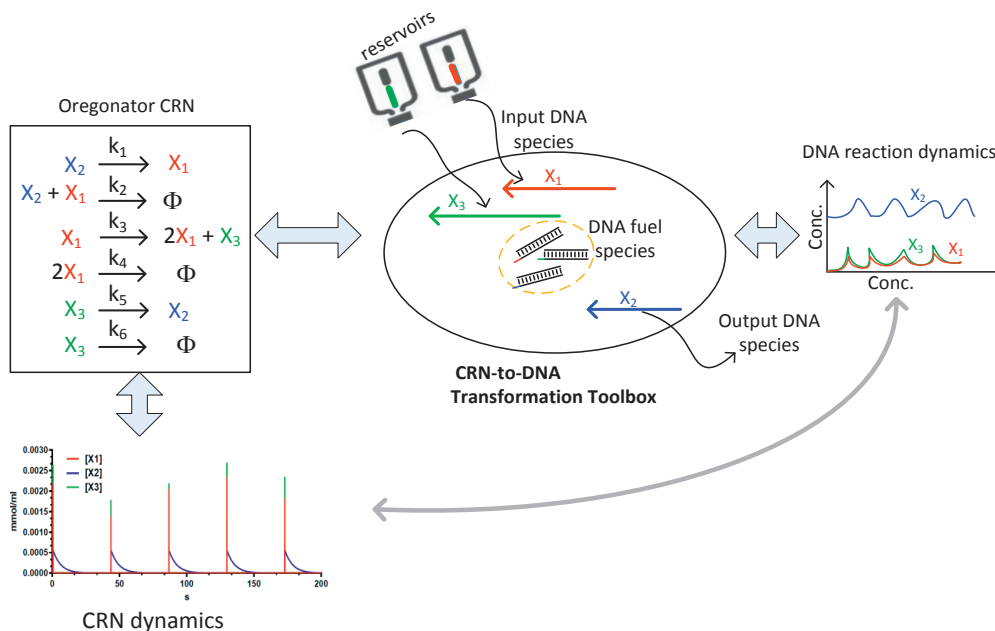 reservoirs
Oregonator CRN
X₂ k₁ X₁
X₂ + X₁ k₂ Φ
X₁ k₃ 2X₁ + X₃
2X₁ k₄ Φ
X₃ k₅ X₂
X₃ k₆ Φ
Input DNA
species
X₁
X₃
DNA fuel
species
X₂
Output DNA
species
CRN-to-DNA
Transformation Toolbox
DNA reaction dynamics
Conc.
X₂
X₃
X₁
Conc.
mmol/ml
0.0030
0.0025
0.0020
0.0015
0.0010
0.0005
0.0000
[X1]
[X2]
[X3]
0 50 100 150 200
s
CRN dynamics